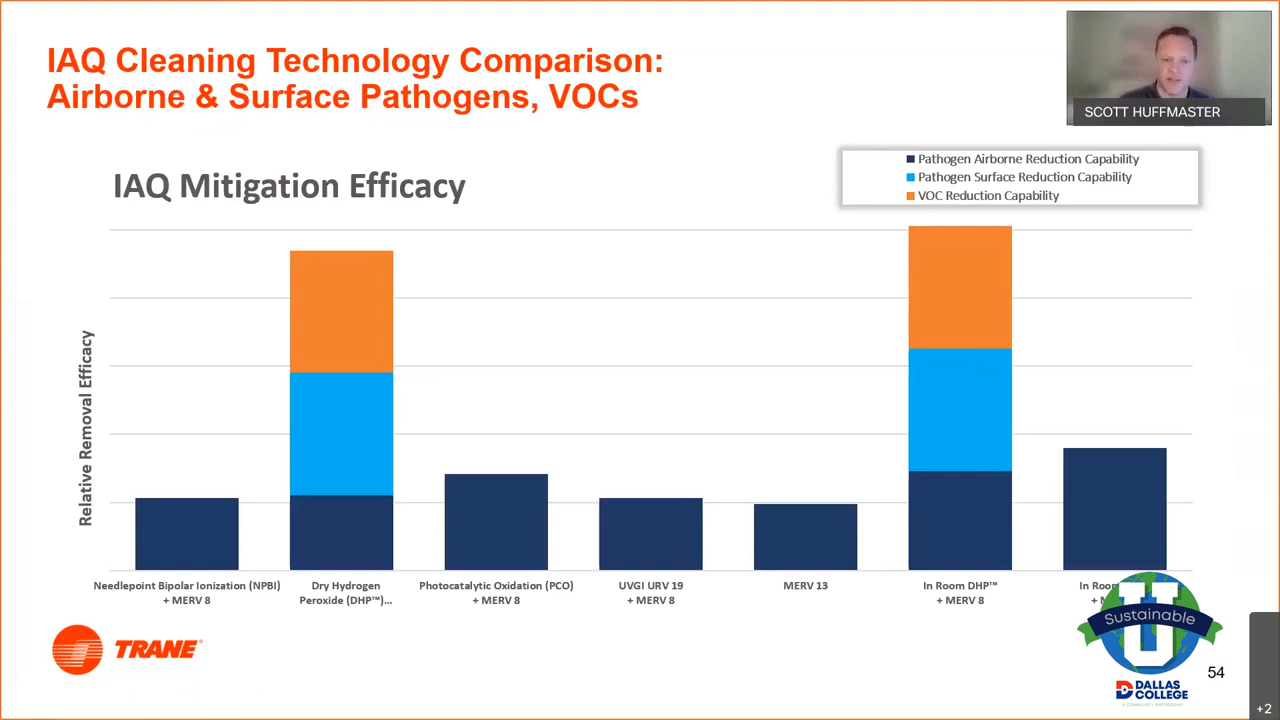 IAQ Cleaning Technology Comparison:
Airborne & Surface Pathogens, VOCs
SCOTT HUFFMASTER
IAQ Mitigation Efficacy
Pathogen Airborne Reduction Capability
Pathogen Surface Reduction Capability
VOC Reduction Capability
Relative Removal Efficacy
Needlepoint Bipolar Ionization (NPBI)
+ MERV 8
Dry Hydrogen
Peroxide (DHP™)...
Photocatalytic Oxidation (PCO)
+ MERV 8
UVGI URV 19
+ MERV 8
MERV 13
In Room DHP™
+ MERV 8
In Room
TRANE
U
Sustainable
DALLAS
COLLEGE
A COMMUNITY PARTNERSHIP
54
+2